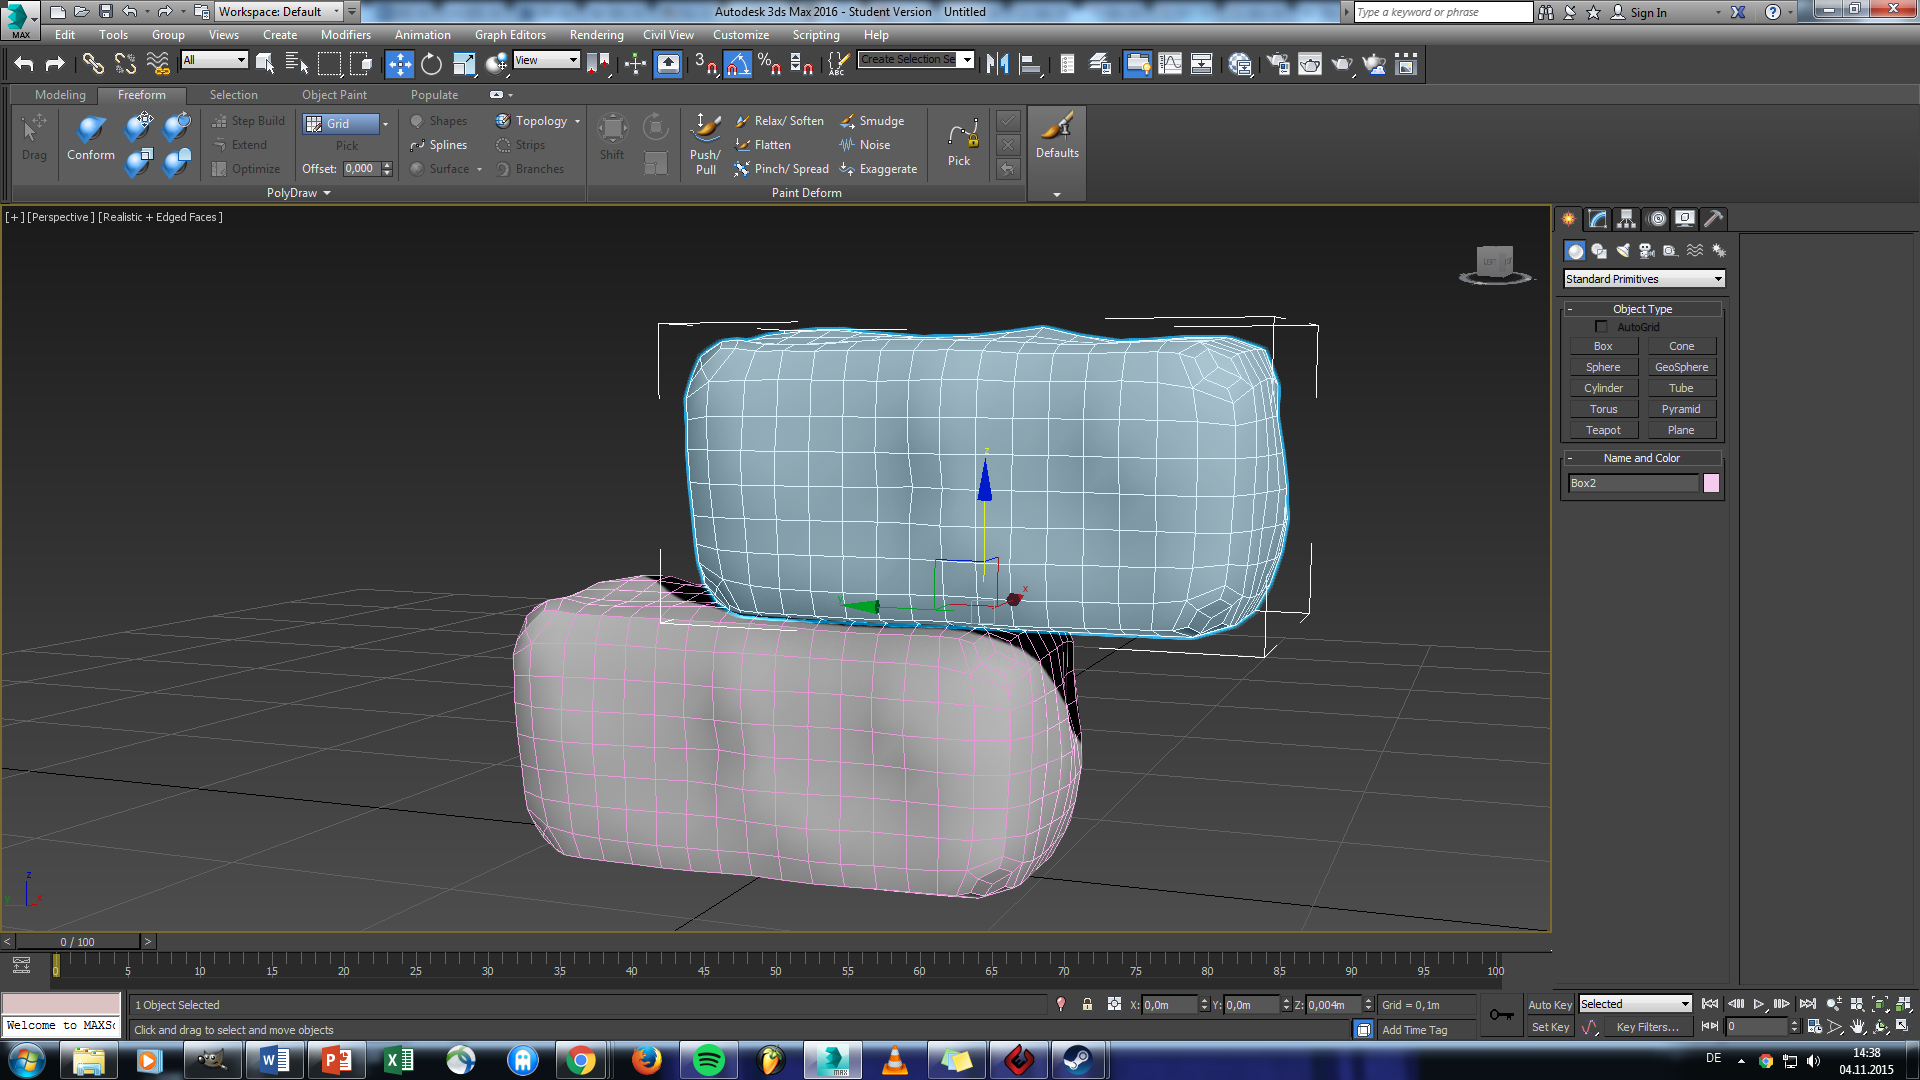 Workspace: Default
Autodesk 3ds Max 2016 - Student Version Untitled
Type a keyword or phrase
Sign In
MAX
Edit Tools Group Views Create Modifiers Animation Graph Editors Rendering Civil View Customize Scripting Help
All
View
3
ABC
Create Selection Se
Modeling Freeform Selection Object Paint Populate
Drag
Conform
Step Build
Extend
Optimize
Grid
Pick
Offset: 0,000
Shapes
Splines
Surface
Topology
Strips
Branches
PolyDraw
Shift
Push/
Pull
Relax/ Soften
Flatten
Pinch/ Spread
Smudge
Noise
Exaggerate
Pick
Paint Deform
Defaults
[+] [Perspective] [Realistic + Edged Faces]
LEFT
z
x
z
y
x
Standard Primitives
- Object Type
AutoGrid
Box Cone
Sphere GeoSphere
Cylinder Tube
Torus Pyramid
Teapot Plane
- Name and Color
Box2
< 0 / 100 >
0 5 10 15 20 25 30 35 40 45 50 55 60 65 70 75 80 85 90 95 100
Welcome to MAXSc
1 Object Selected
Click and drag to select and move objects
X: 0,0m Y: 0,0m Z: 0,004m Grid = 0,1m
Add Time Tag
Auto Key Selected
Set Key Key Filters...
0
DE
14:38
04.11.2015